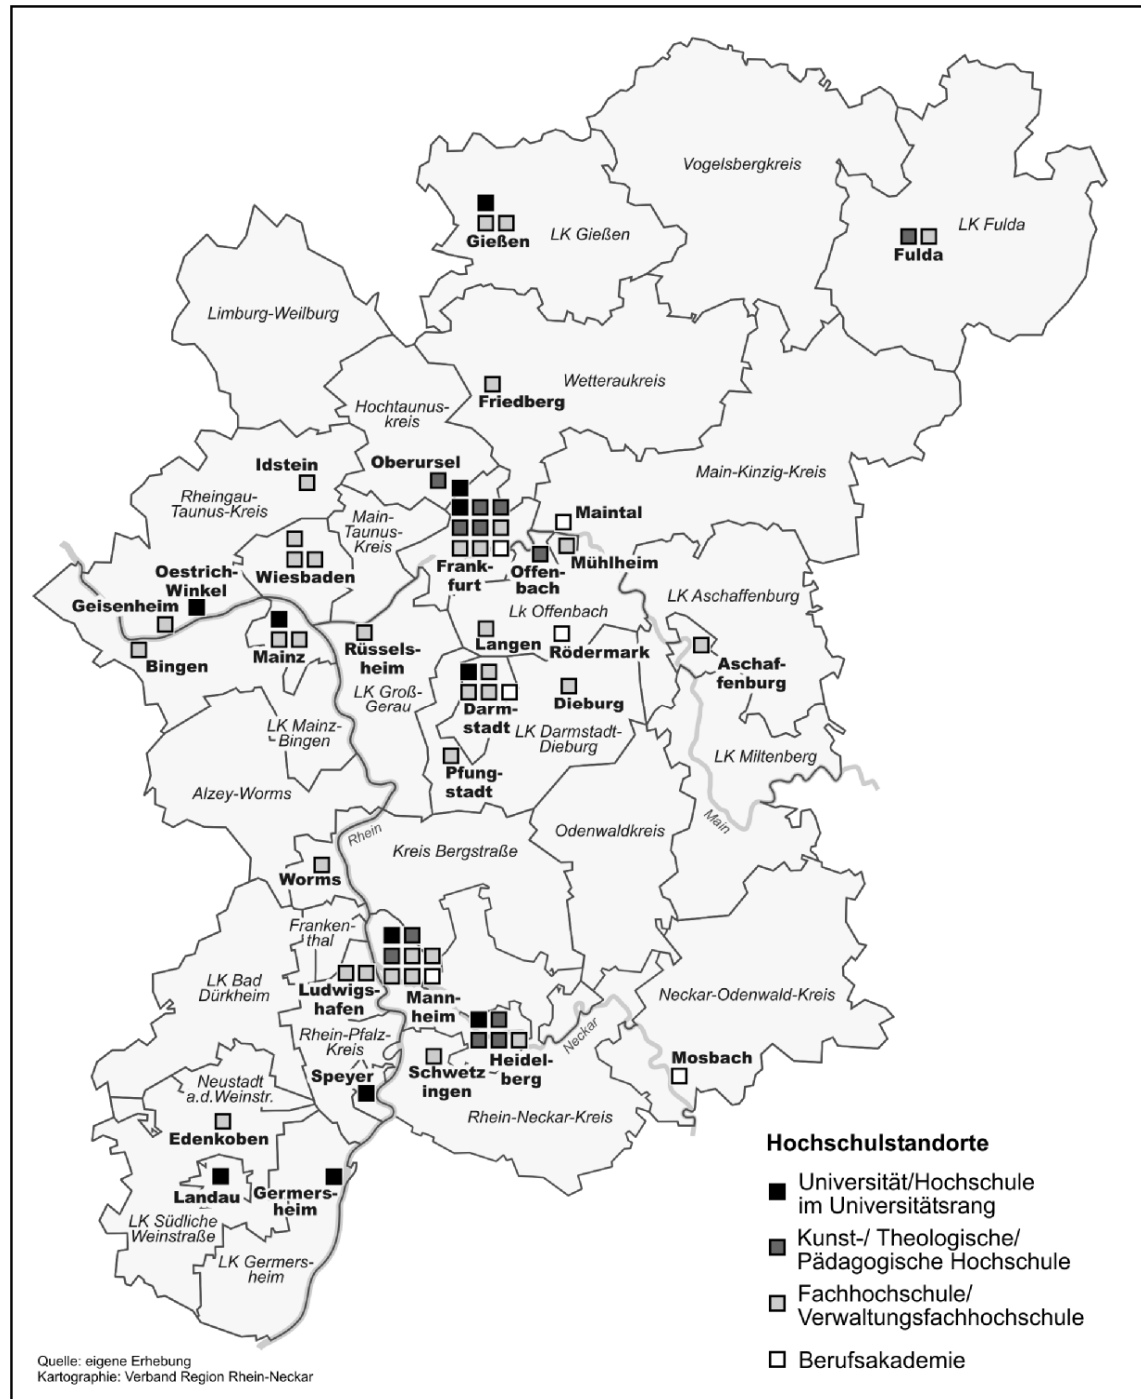 Vogelsbergkreis
LK Gießen
Gießen
LK Fulda
Fulda
Limburg-Weilburg
Wetteraukreis
Friedberg
Hochtaunus-
kreis
Oberursel
Idstein
Main-Kinzig-Kreis
Rheingau-
Taunus-Kreis
Main-
Taunus-
Kreis
Maintal
Mühlheim
Frank-
furt
Offen-
bach
Wiesbaden
Oestrich-
Winkel
Geisenheim
Bingen
Mainz
Rüssels-
heim
Lk Offenbach
Langen
Rödermark
LK Aschaffenburg
Aschaf-
fenburg
LK Groß-
Gerau
Darm-
stadt
Dieburg
LK Darmstadt-
Dieburg
LK Mainz-
Bingen
Pfung-
stadt
LK Miltenberg
Alzey-Worms
Main
Rhein
Odenwaldkreis
Kreis Bergstraße
Worms
Franken-
thal
LK Bad
Dürkheim
Ludwigs-
hafen
Mann-
heim
Neckar-Odenwald-Kreis
Rhein-Pfalz-
Kreis
Neckar
Heidel-
berg
Schwetz
ingen
Mosbach
Speyer
Neustadt
a.d.Weinstr.
Rhein-Neckar-Kreis
Edenkoben
Landau
Germers-
heim
LK Südliche
Weinstraße
LK Germers-
heim
Hochschulstandorte
Universität/Hochschule
im Universitätsrang
Kunst-/ Theologische/
Pädagogische Hochschule
Fachhochschule/
Verwaltungsfachhochschule
Berufsakademie
Quelle: eigene Erhebung
Kartographie: Verband Region Rhein-Neckar